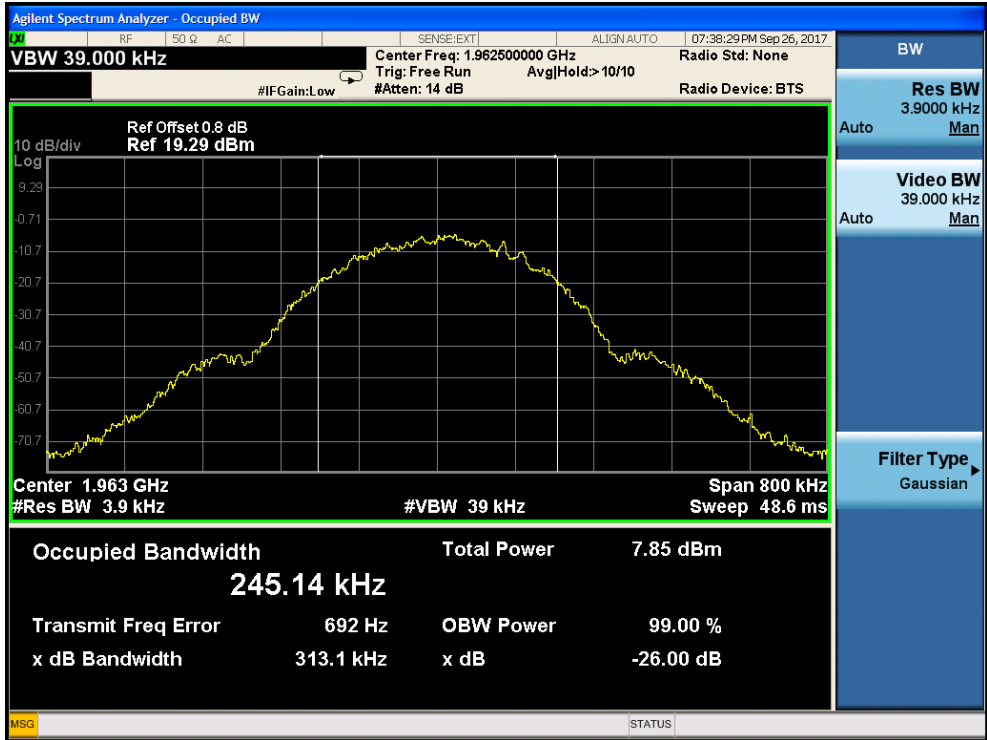 Agilent Spectrum Analyzer - Occupied BW
LXI RF 50 Ω AC SENSE:EXT ALIGN AUTO 07:38:29 PM Sep 26, 2017
VBW 39.000 kHz
Center Freq: 1.962500000 GHz
Radio Std: None
Trig: Free Run Avg|Hold:>10/10
#IFGain:Low
#Atten: 14 dB
Radio Device: BTS
BW
Res BW
3.9000 kHz
Auto Man
Video BW
39.000 kHz
Auto Man
Filter Type
Gaussian
Ref Offset 0.8 dB
10 dB/div Ref 19.29 dBm
Log
9.29
-0.71
-10.7
-20.7
-30.7
-40.7
-50.7
-60.7
-70.7
Center 1.963 GHz Span 800 kHz
#Res BW 3.9 kHz #VBW 39 kHz Sweep 48.6 ms
Occupied Bandwidth Total Power 7.85 dBm
245.14 kHz
Transmit Freq Error 692 Hz OBW Power 99.00 %
x dB Bandwidth 313.1 kHz x dB -26.00 dB
MSG STATUS